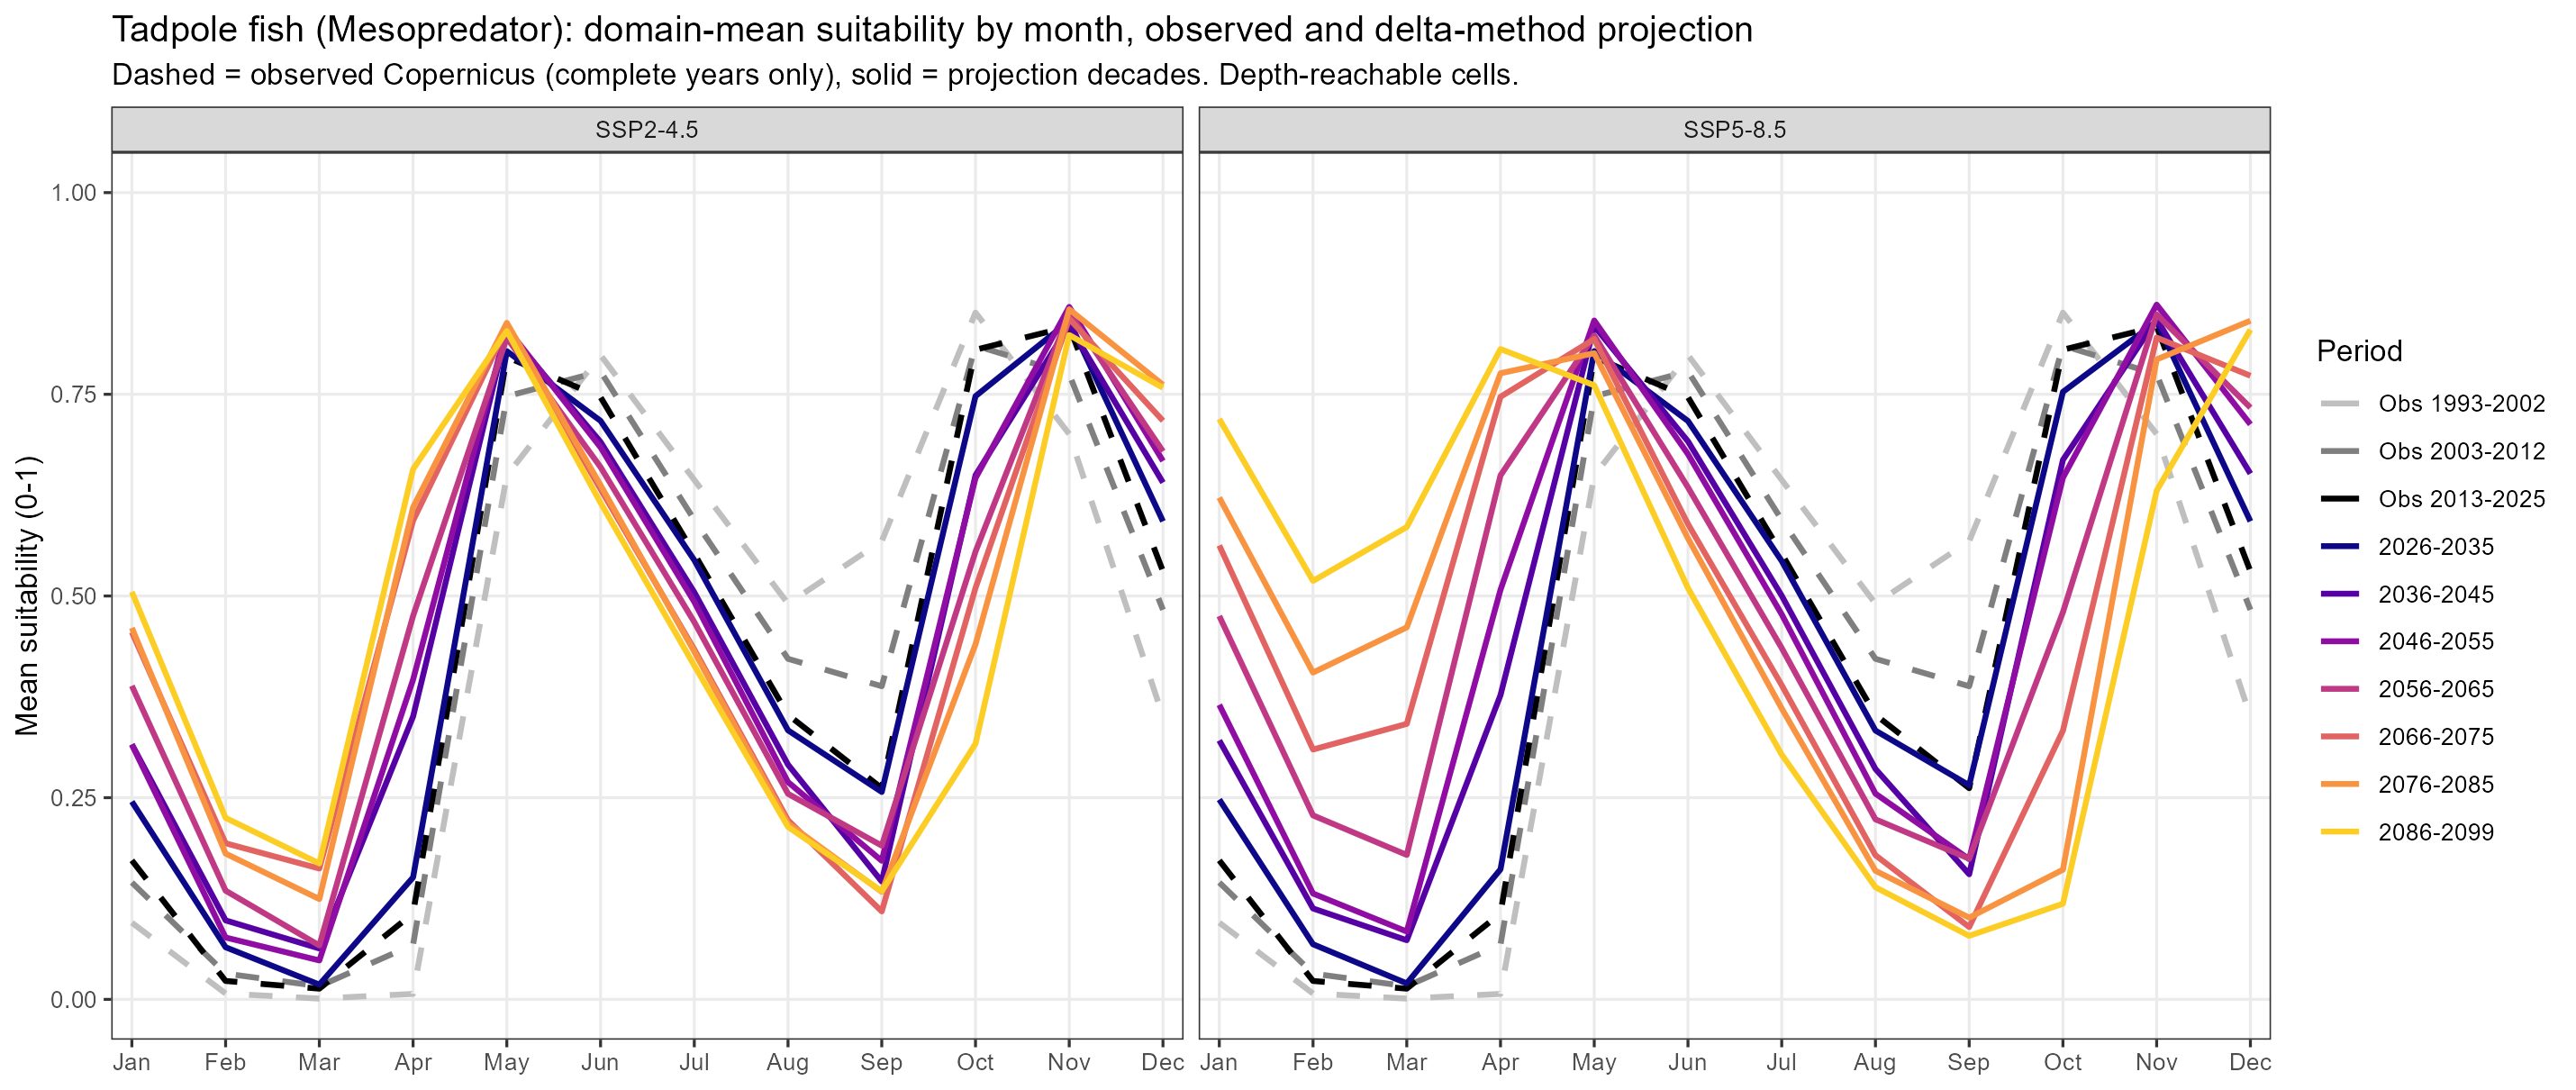 Tadpole fish (Mesopredator): domain-mean suitability by month, observed and delta-method projection
Dashed = observed Copernicus (complete years only), solid = projection decades. Depth-reachable cells.
SSP2-4.5
SSP5-8.5
Mean suitability (0-1)
1.00
0.75
0.50
0.25
0.00
Jan Feb Mar Apr May Jun Jul Aug Sep Oct Nov Dec
Jan Feb Mar Apr May Jun Jul Aug Sep Oct Nov Dec
Period
Obs 1993-2002
Obs 2003-2012
Obs 2013-2025
2026-2035
2036-2045
2046-2055
2056-2065
2066-2075
2076-2085
2086-2099